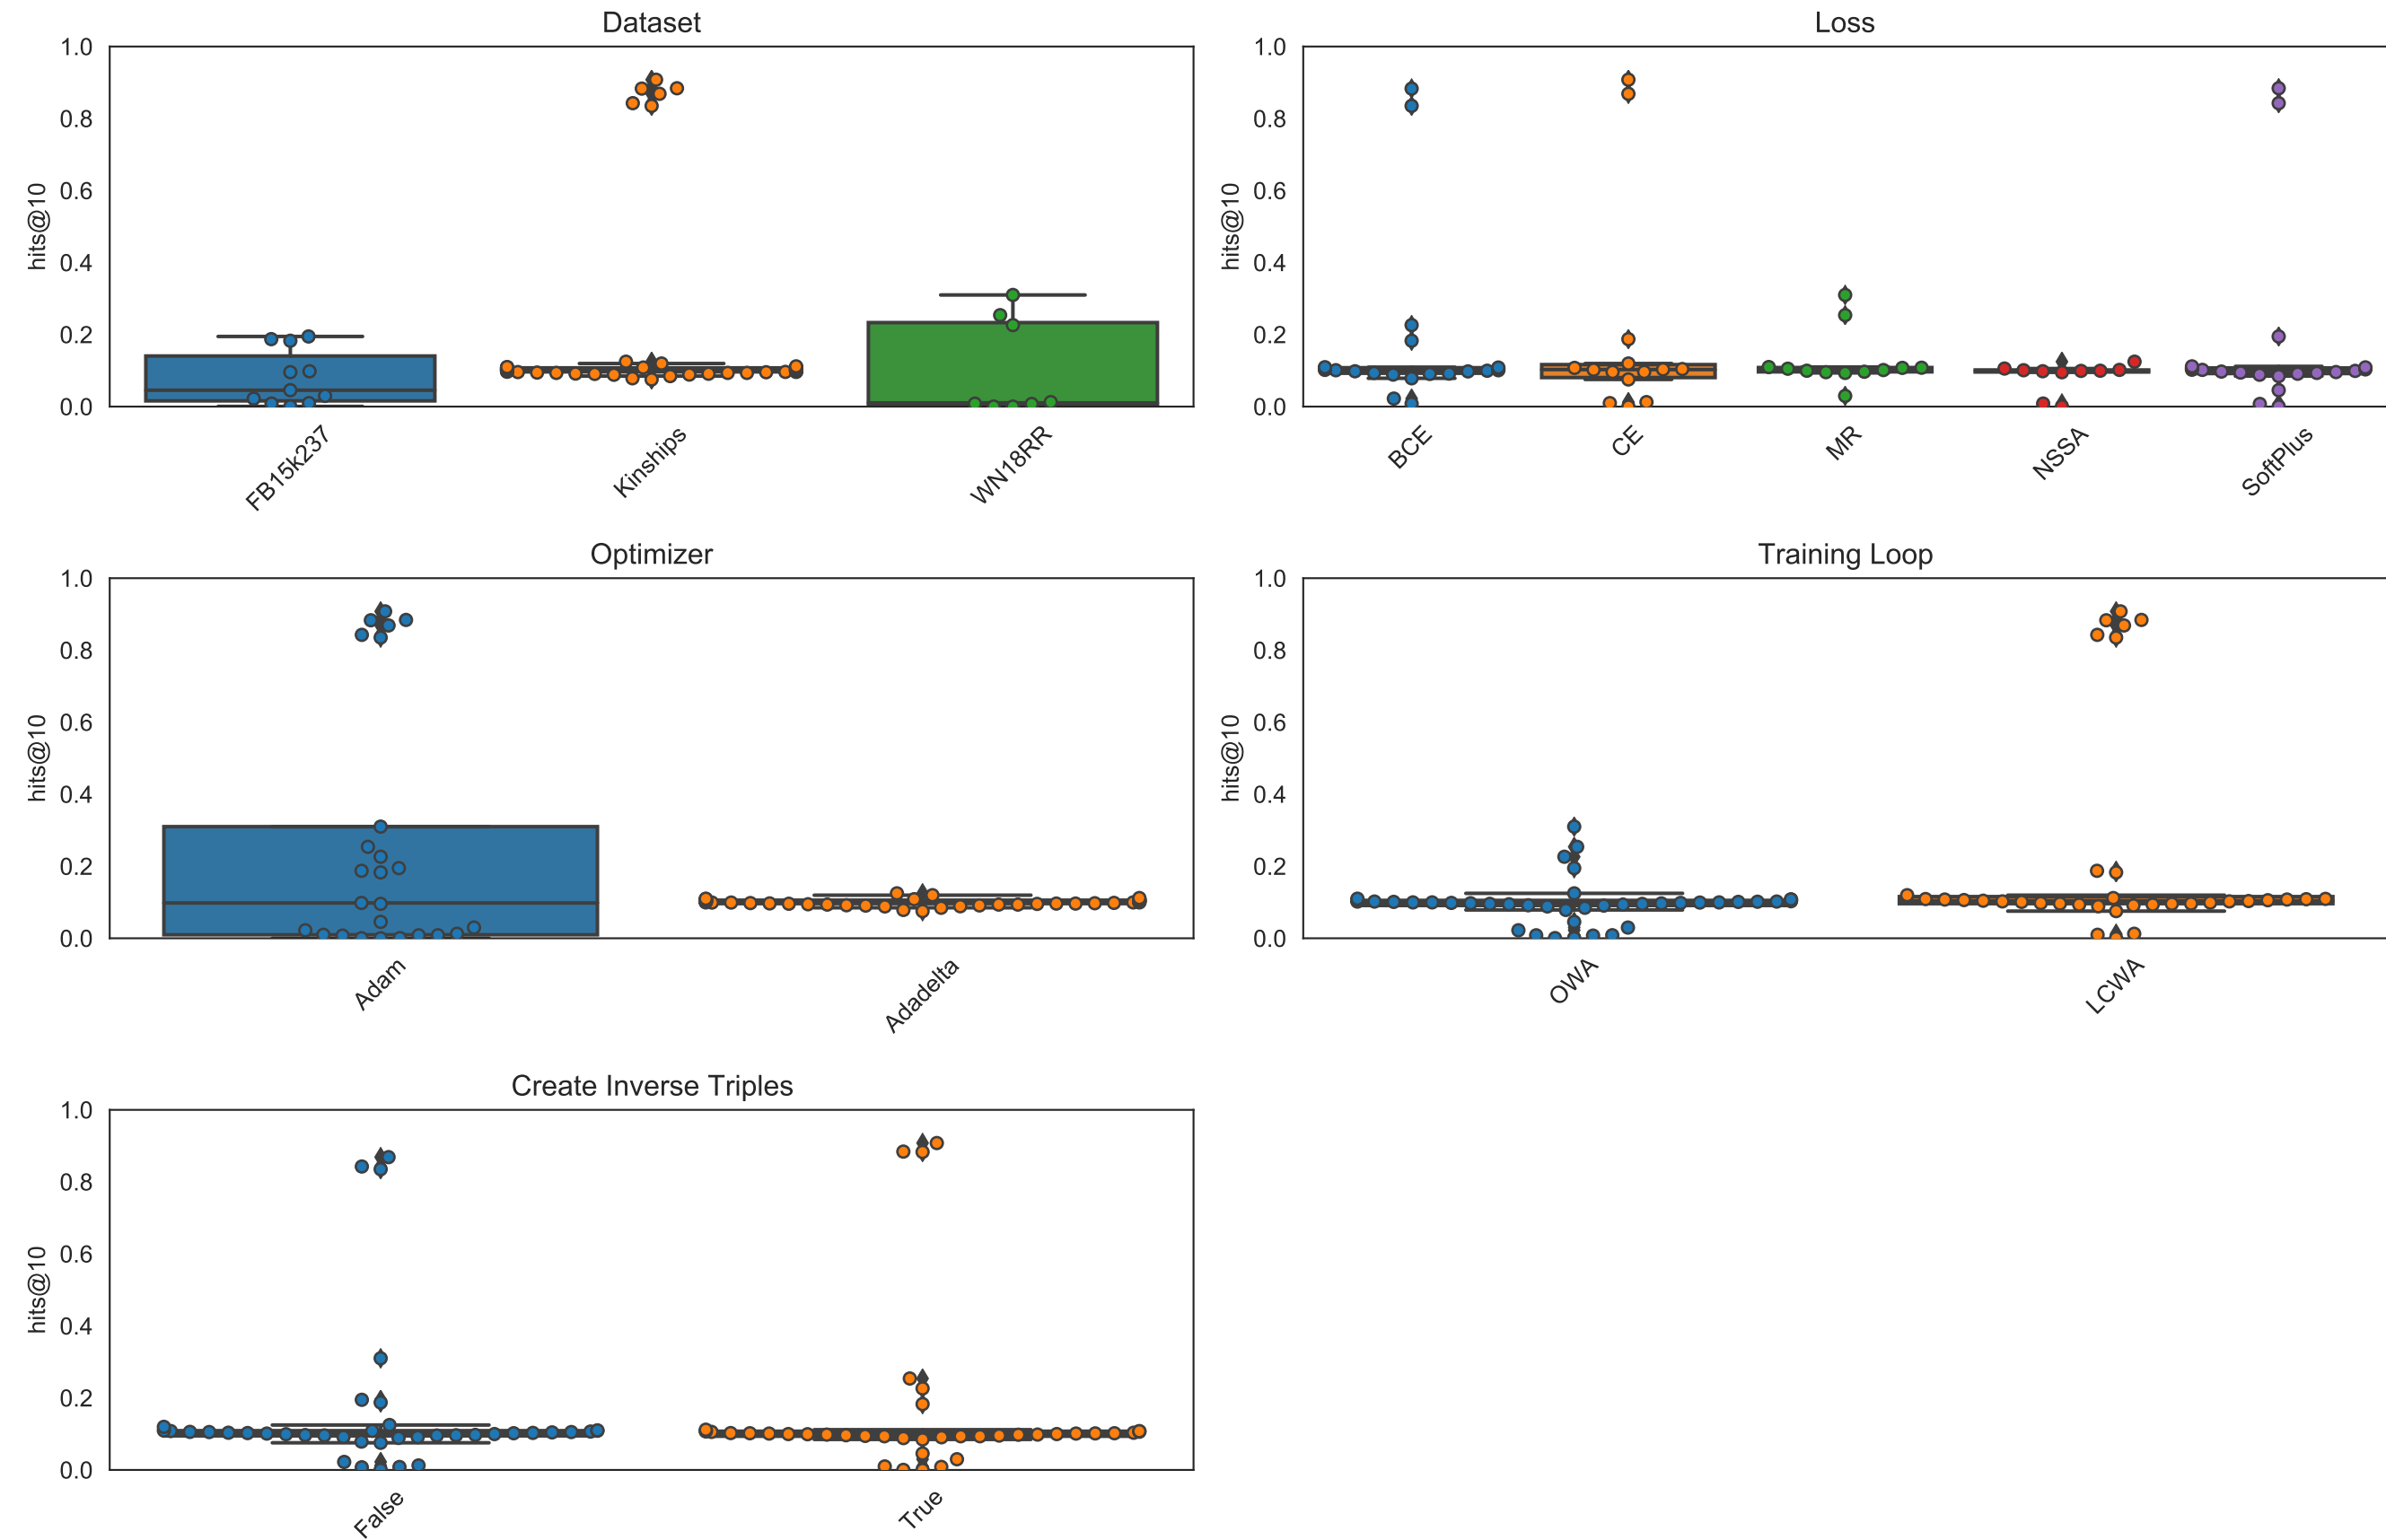 Dataset
1.0
0.8
0.6
0.4
0.2
0.0
hits@10
FB15k237
Kinships
WN18RR
Loss
1.0
0.8
0.6
0.4
0.2
0.0
hits@10
BCE
CE
MR
NSSA
SoftPlus
Optimizer
1.0
0.8
0.6
0.4
0.2
0.0
hits@10
Adam
Adadelta
Training Loop
1.0
0.8
0.6
0.4
0.2
0.0
hits@10
OWA
LCWA
Create Inverse Triples
1.0
0.8
0.6
0.4
0.2
0.0
hits@10
False
True